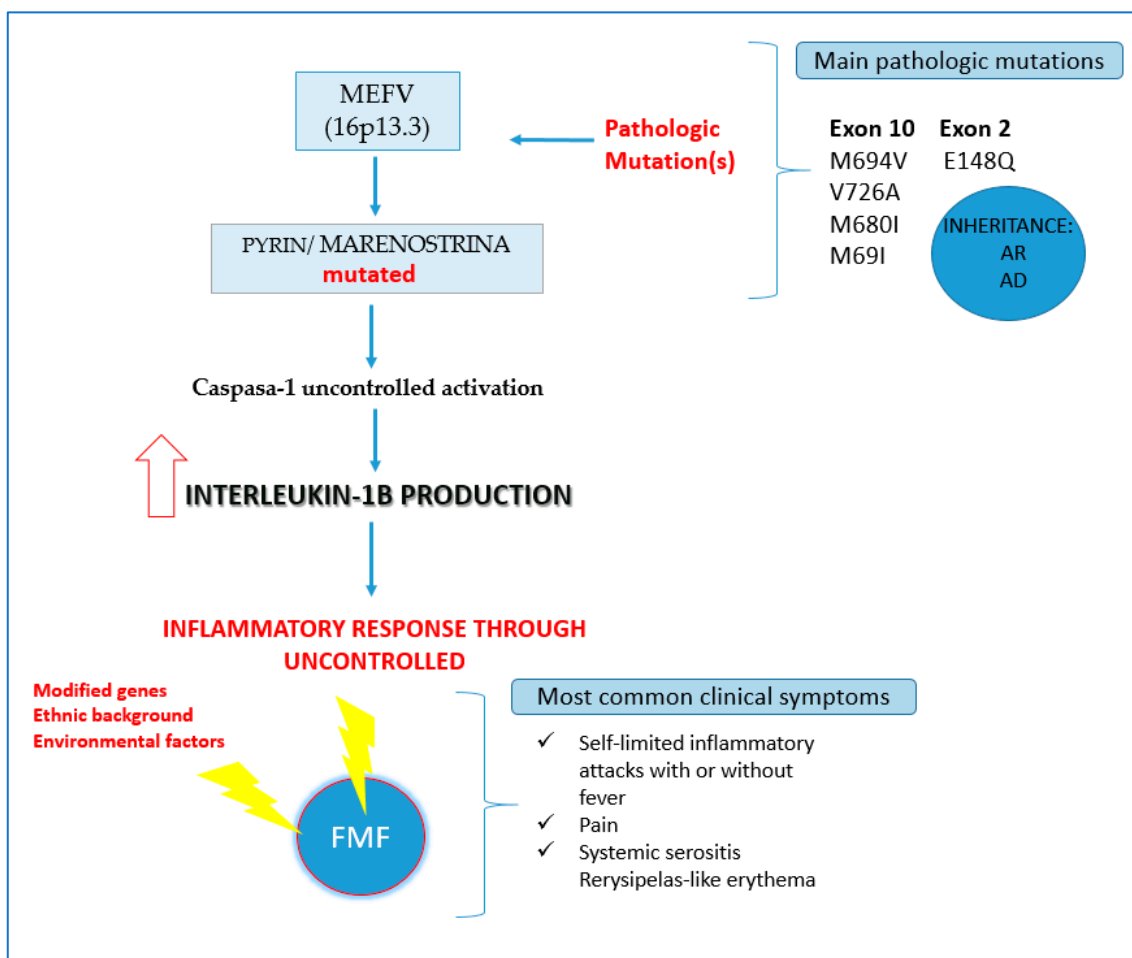 MEFV
(16p13.3)
Pathologic
Mutation(s)
Main pathologic mutations
Exon 10 Exon 2
M694V E148Q
V726A
M680I
M69I
INHERITANCE:
AR
AD
PYRIN/ MARENOSTRINA
mutated
Caspasa-1 uncontrolled activation
INTERLEUKIN-1B PRODUCTION
INFLAMMATORY RESPONSE THROUGH
UNCONTROLLED
Modified genes
Ethnic background
Environmental factors
FMF
Most common clinical symptoms
✓ Self-limited inflammatory
attacks with or without
fever
✓ Pain
✓ Systemic serositis
Rerysipelas-like erythema